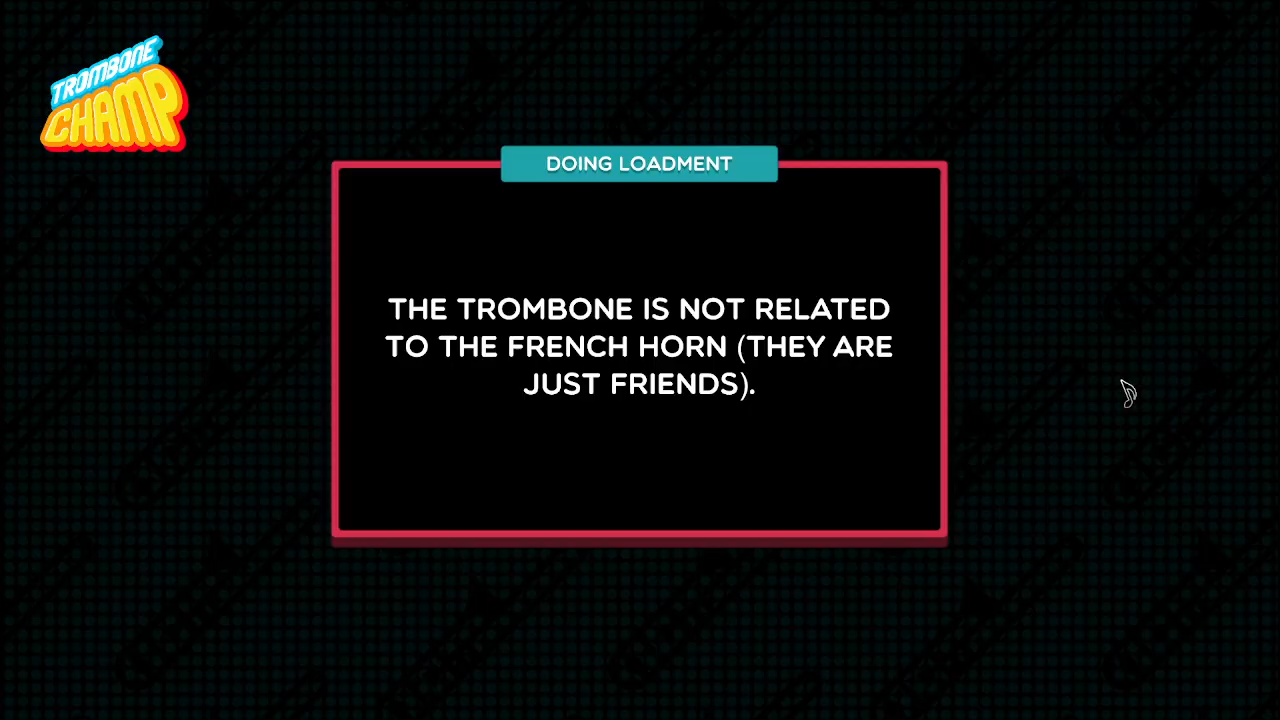 TROMBONE
CHAMP
DOING LOADMENT
THE TROMBONE IS NOT RELATED
TO THE FRENCH HORN (THEY ARE
JUST FRIENDS).